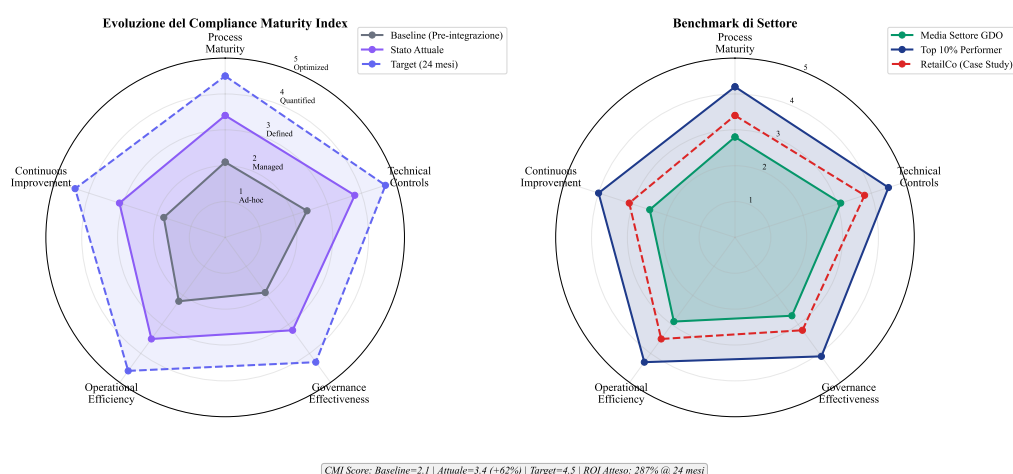 Evoluzione del Compliance Maturity Index
Process
Maturity
Baseline (Pre-integrazione)
Stato Attuale
Target (24 mesi)
5
Optimized
4
Quantified
3
Defined
2
Managed
1
Ad-hoc
Continuous
Improvement
Technical
Controls
Operational
Efficiency
Governance
Effectiveness
Benchmark di Settore
Process
Maturity
Media Settore GDO
Top 10% Performer
RetailCo (Case Study)
5
4
3
2
1
Continuous
Improvement
Technical
Controls
Operational
Efficiency
Governance
Effectiveness
CMI Score: Baseline=2.1 | Attuale=3.4 (+62%) | Target=4.5 | ROI Atteso: 287% @ 24 mesi